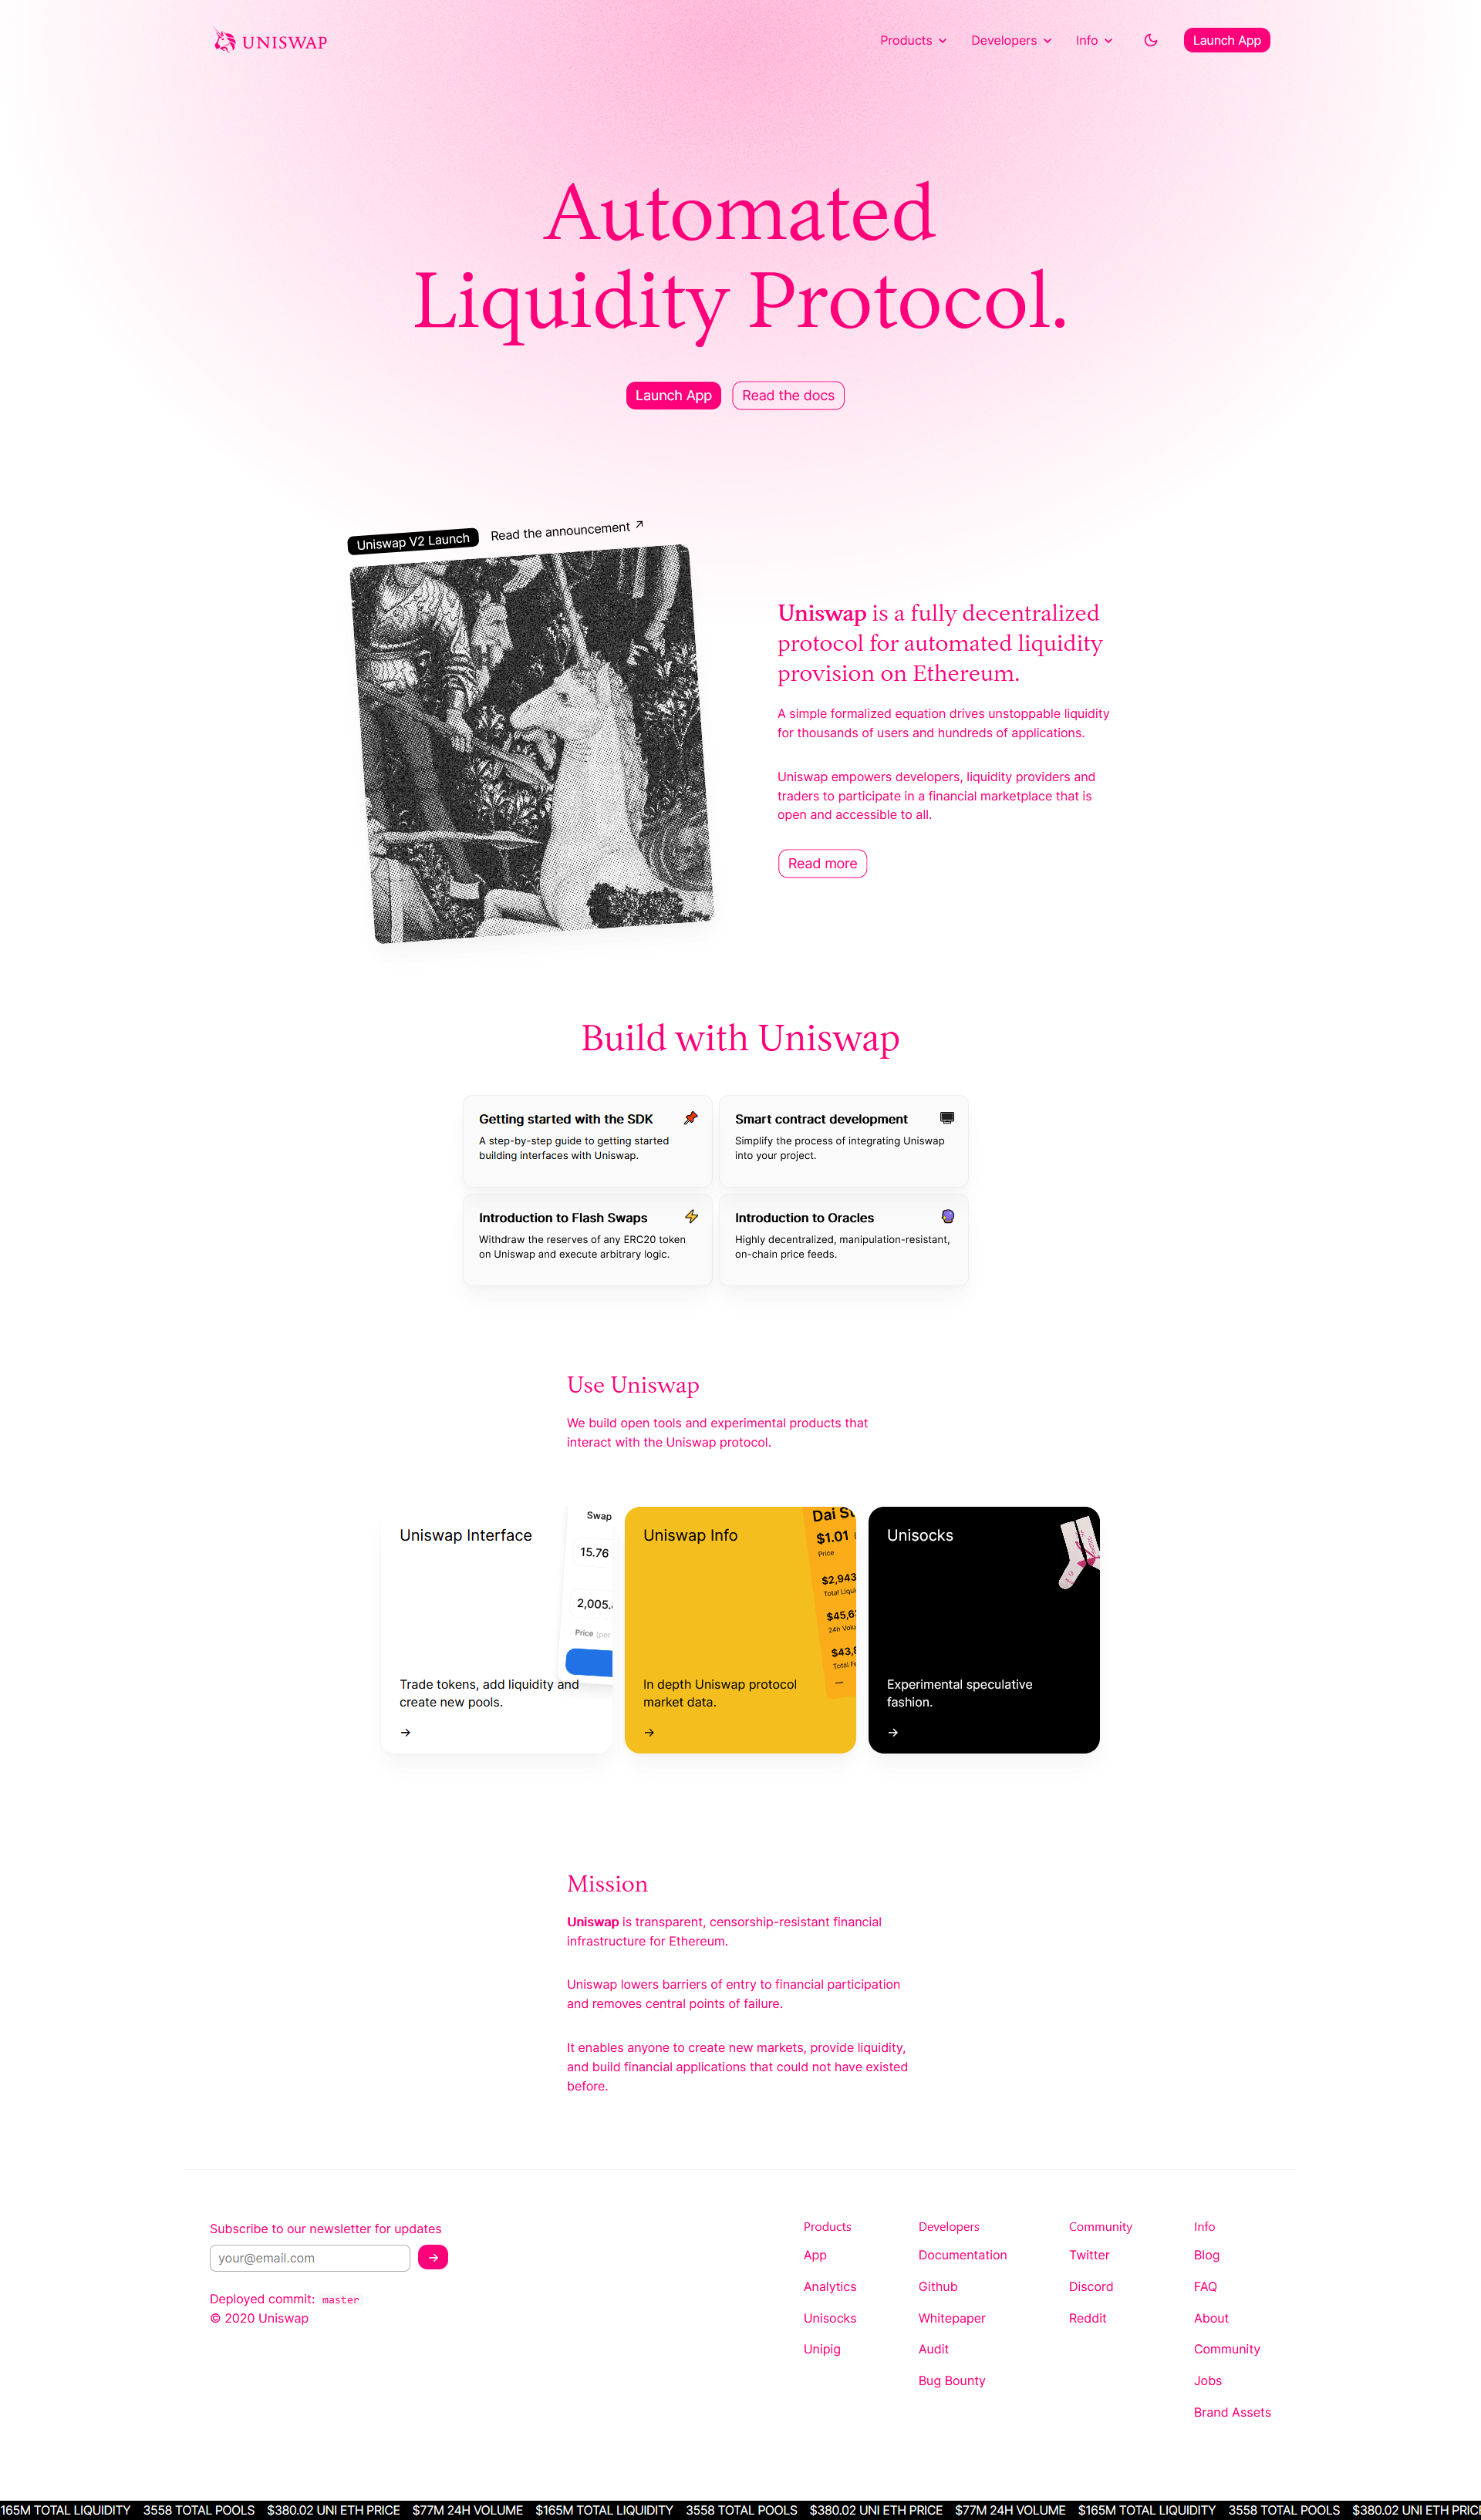 UNISWAP
Products
Developers
Info
Launch App
Automated
Liquidity Protocol.
Launch App
Read the docs
Uniswap V2 Launch
Read the announcement ↗
Uniswap is a fully decentralized
protocol for automated liquidity
provision on Ethereum.
A simple formalized equation drives unstoppable liquidity
for thousands of users and hundreds of applications.
Uniswap empowers developers, liquidity providers and
traders to participate in a financial marketplace that is
open and accessible to all.
Read more
Build with Uniswap
Getting started with the SDK
A step-by-step guide to getting started
building interfaces with Uniswap.
Smart contract development
Simplify the process of integrating Uniswap
into your project.
Introduction to Flash Swaps
Withdraw the reserves of any ERC20 token
on Uniswap and execute arbitrary logic.
Introduction to Oracles
Highly decentralized, manipulation-resistant,
on-chain price feeds.
Use Uniswap
We build open tools and experimental products that
interact with the Uniswap protocol.
Uniswap Interface
Swap
15.76
2,005.
Price (per
Trade tokens, add liquidity and
create new pools.
→
Uniswap Info
Dai
$1.01
Price
$2,943
Total
$45,6
24h
$43,8
Total
—
In depth Uniswap protocol
market data.
→
Unisocks
Experimental speculative
fashion.
→
Mission
Uniswap is transparent, censorship-resistant financial
infrastructure for Ethereum.
Uniswap lowers barriers of entry to financial participation
and removes central points of failure.
It enables anyone to create new markets, provide liquidity,
and build financial applications that could not have existed
before.
Subscribe to our newsletter for updates
your@email.com
→
Deployed commit: master
© 2020 Uniswap
Products
App
Analytics
Unisocks
Unipig
Developers
Documentation
Github
Whitepaper
Audit
Bug Bounty
Community
Twitter
Discord
Reddit
Info
Blog
FAQ
About
Community
Jobs
Brand Assets
165M TOTAL LIQUIDITY 3558 TOTAL POOLS $380.02 UNI ETH PRICE $77M 24H VOLUME $165M TOTAL LIQUIDITY 3558 TOTAL POOLS $380.02 UNI ETH PRICE $77M 24H VOLUME $165M TOTAL LIQUIDITY 3558 TOTAL POOLS $380.02 UNI ETH